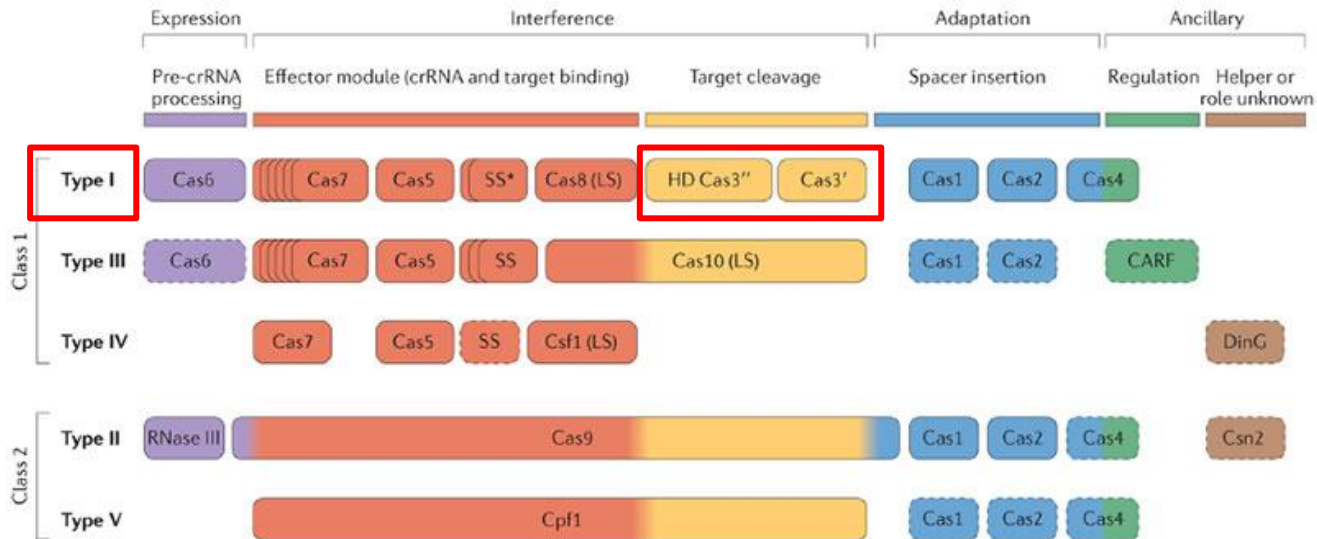 Expression Interference Adaptation Ancillary
Pre-crRNA processing Effector module (crRNA and target binding) Target cleavage Spacer insertion Regulation Helper or role unknown
Class 1
Type I Cas6 Cas7 Cas5 SS* Cas8 (LS) HD Cas3'' Cas3' Cas1 Cas2 Cas4
Type III Cas6 Cas7 Cas5 SS Cas10 (LS) Cas1 Cas2 CARF
Type IV Cas7 Cas5 SS Csf1 (LS) DinG
Class 2
Type II RNase III Cas9 Cas1 Cas2 Cas4 Csn2
Type V Cpf1 Cas1 Cas2 Cas4